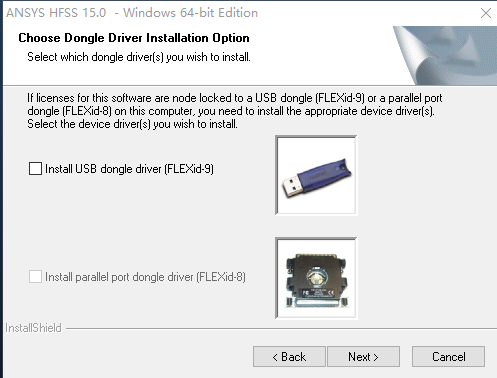 ANSYS HFSS 15.0 - Windows 64-bit Edition
Choose Dongle Driver Installation Option
Select which dongle driver(s) you wish to install.
If licenses for this software are node locked to a USB dongle (FLEXid-9) or a parallel port
dongle (FLEXid-8) on this computer, you need to install the appropriate device driver(s).
Select the device driver(s) you wish to install.
Install USB dongle driver (FLEXid-9)
Install parallel port dongle driver (FLEXid-8)
InstallShield
< Back
Next >
Cancel